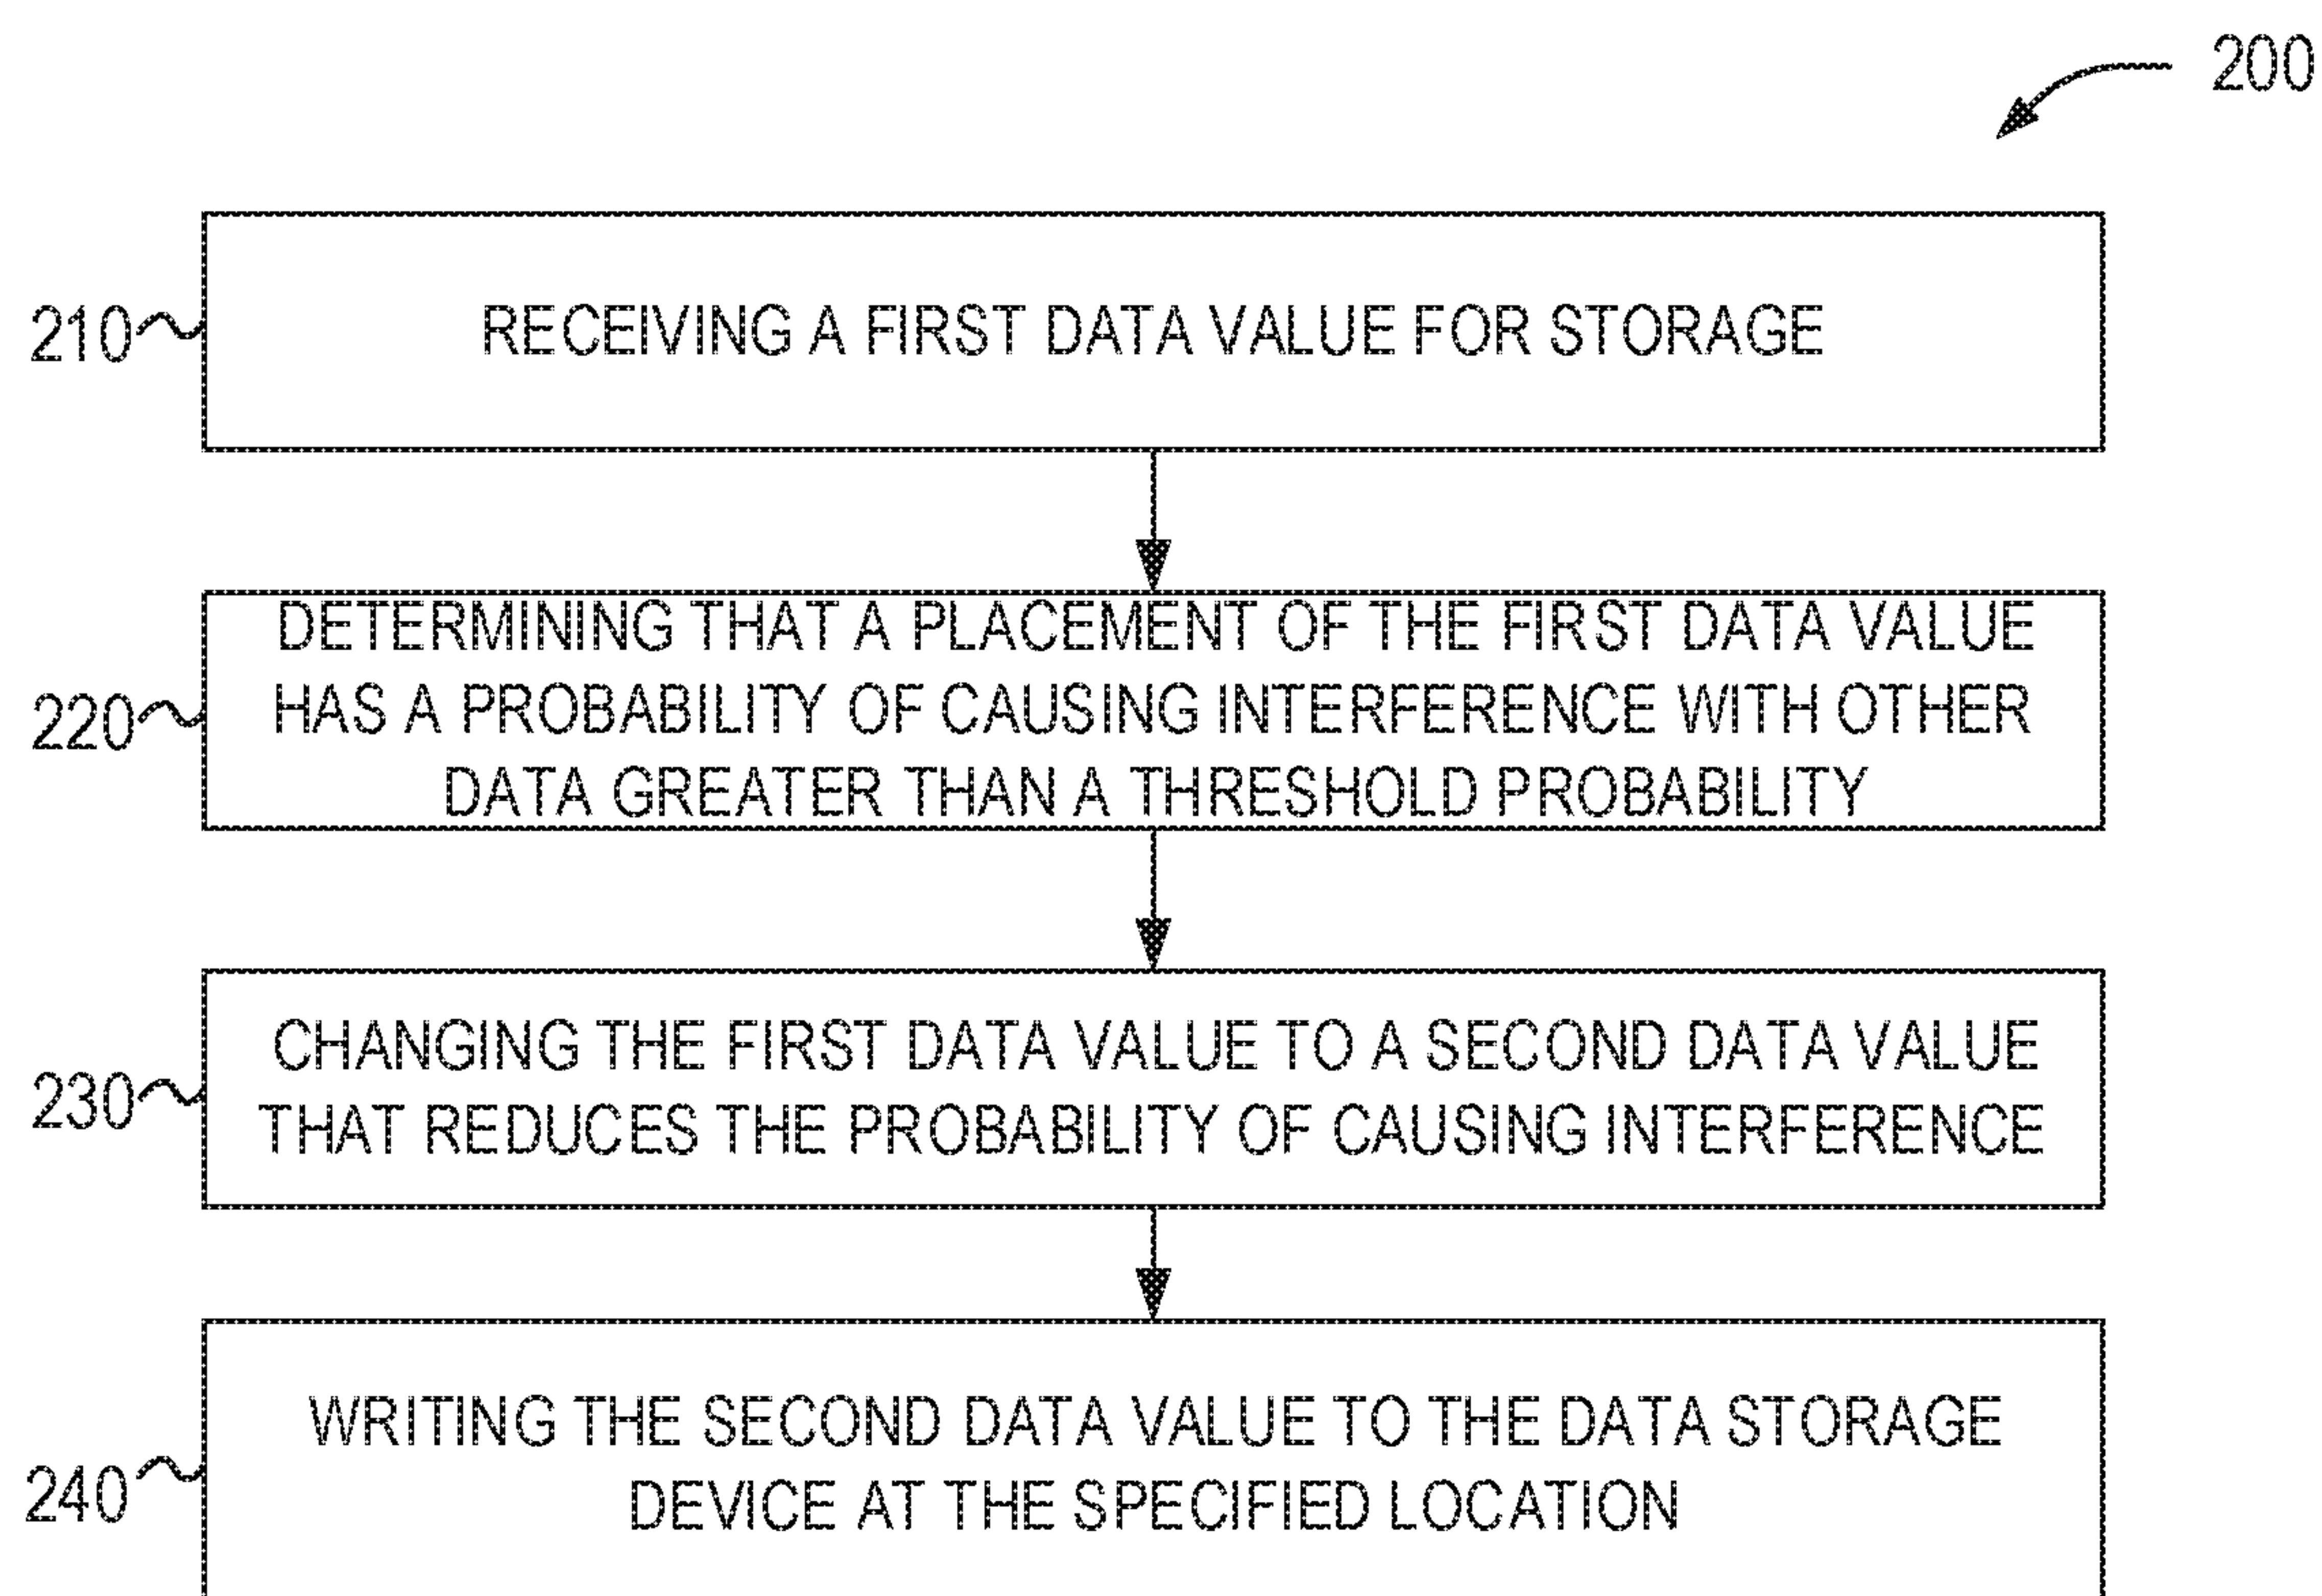 200
210
RECEIVING A FIRST DATA VALUE FOR STORAGE
DETERMINING THAT A PLACEMENT OF THE FIRST DATA VALUE
220
HAS A PROBABILITY OF CAUSING INTERFERENCE WITH OTHER
DATA GREATER THAN A THRESHOLD PROBABILITY
CHANGING THE FIRST DATA VALUE TO A SECOND DATA VALUE
230
THAT REDUCES THE PROBABILITY OF CAUSING INTERFERENCE
WRITING THE SECOND DATA VALUE TO THE DATA STORAGE
240
DEVICE AT THE SPECIFIED LOCATION